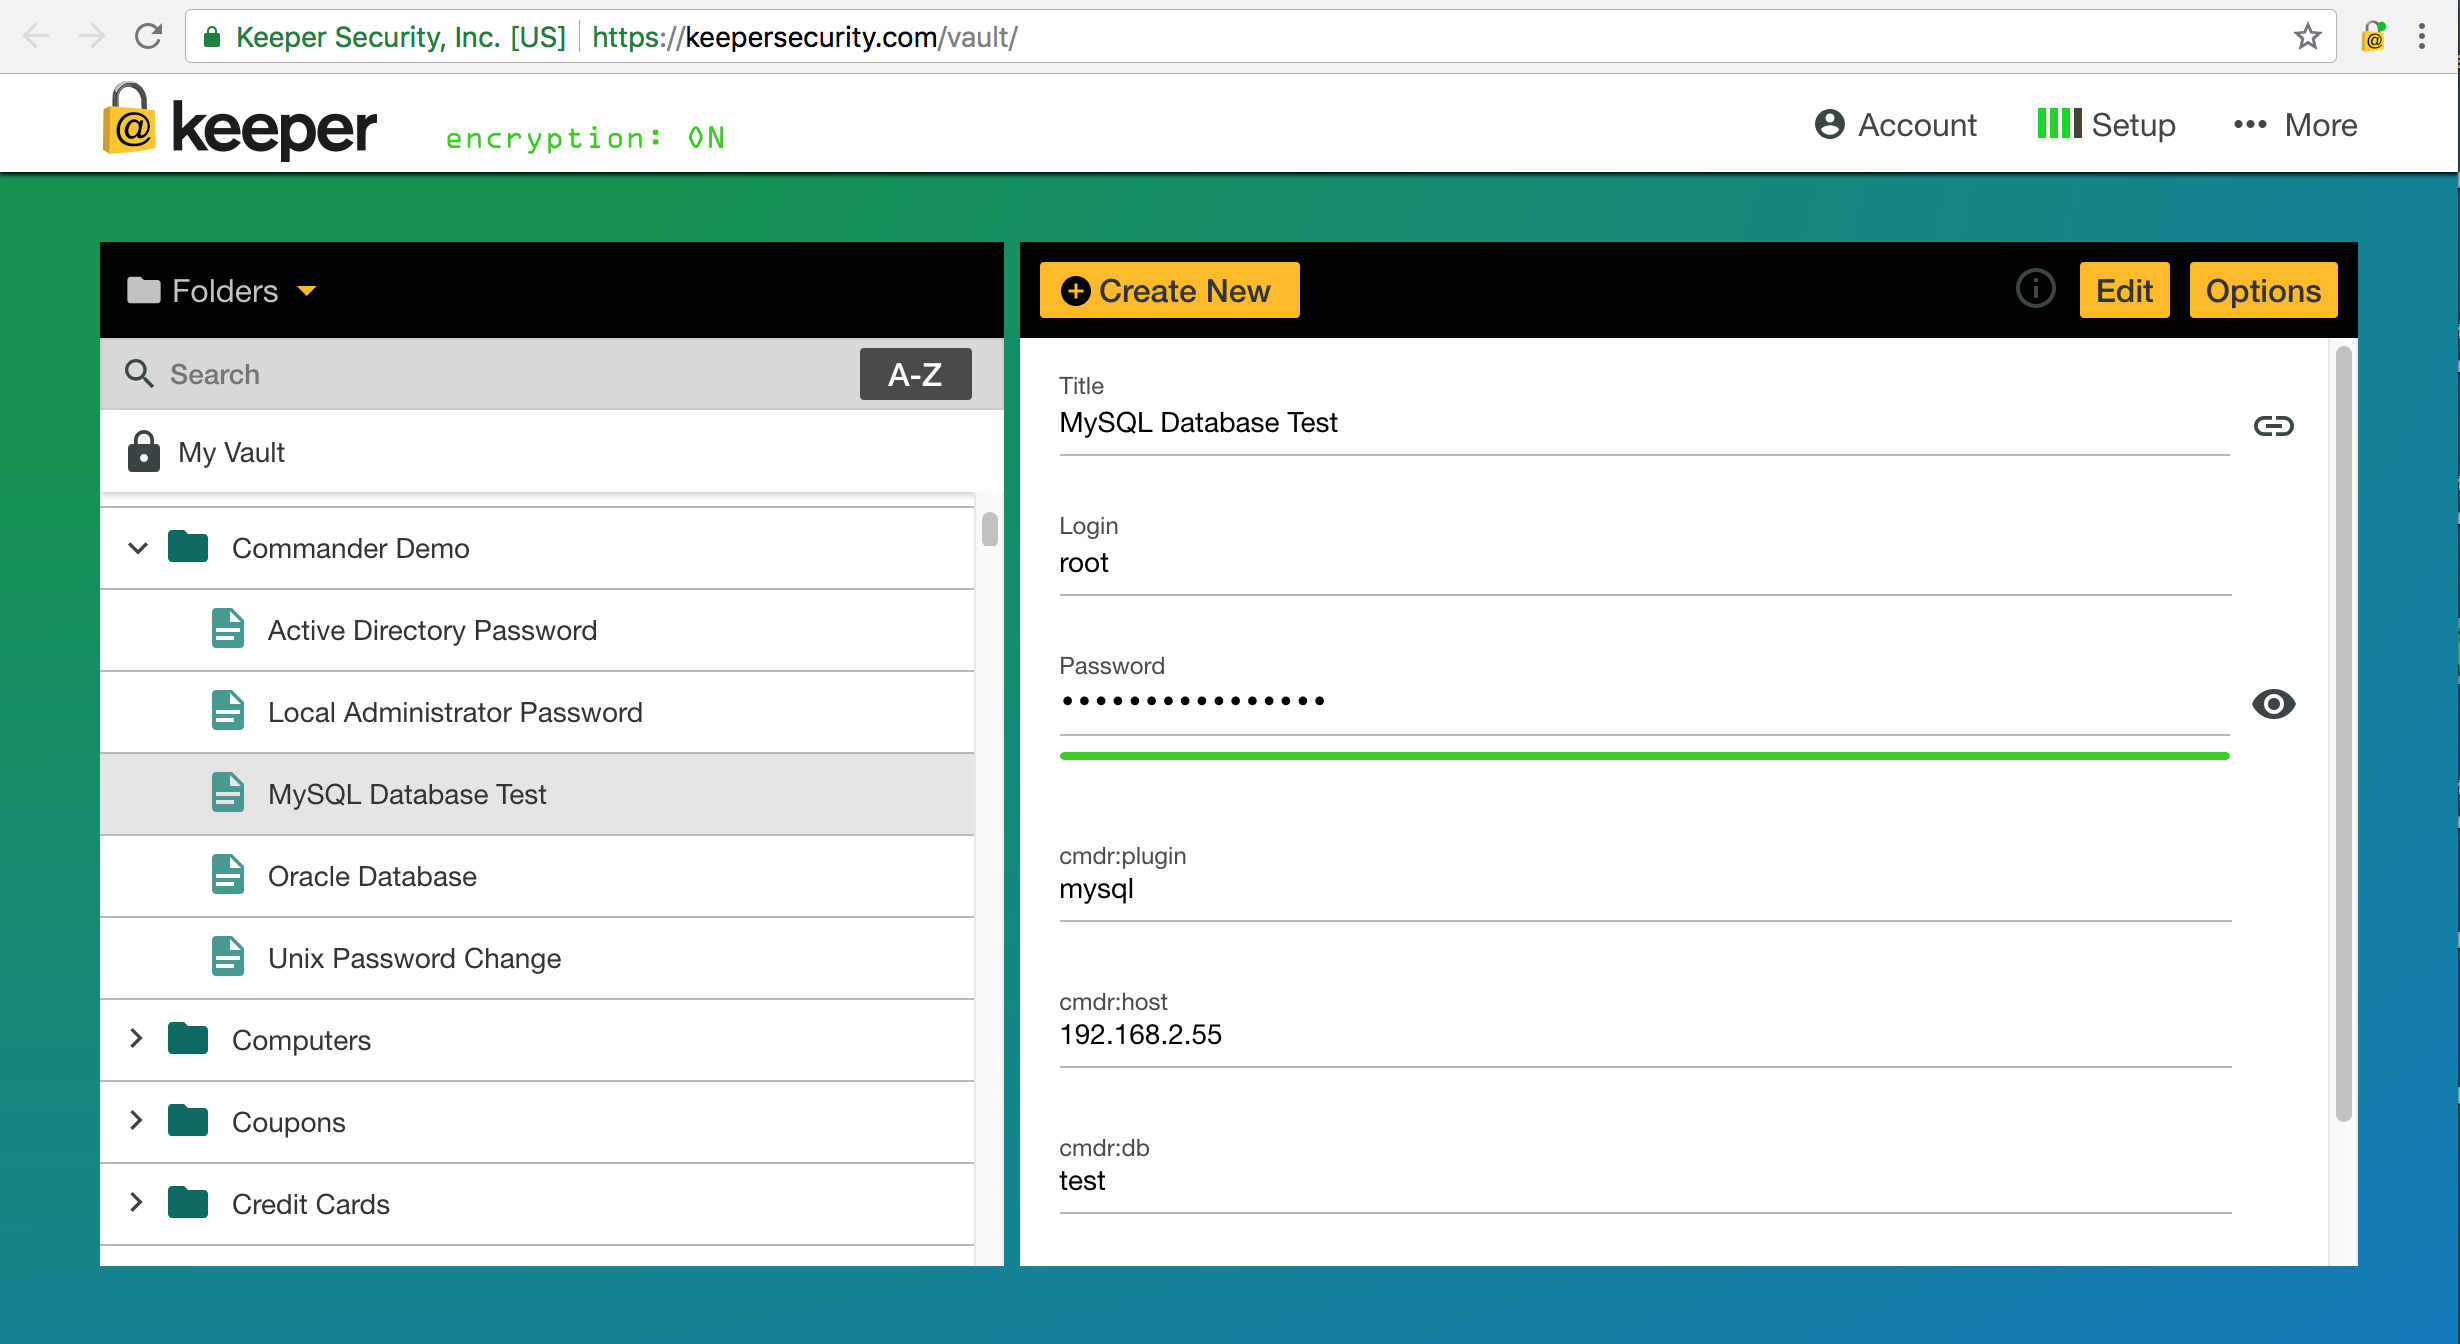 Keeper Security, Inc. [US] https://keepersecurity.com/vault/
@ keeper
encryption: ON
Account Setup More
Folders
Search A-Z
My Vault
Commander Demo
Active Directory Password
Local Administrator Password
MySQL Database Test
Oracle Database
Unix Password Change
Computers
Coupons
Credit Cards
Create New Edit Options
Title
MySQL Database Test
Login
root
Password
••••••••••••••••
cmdr:plugin
mysql
cmdr:host
192.168.2.55
cmdr:db
test